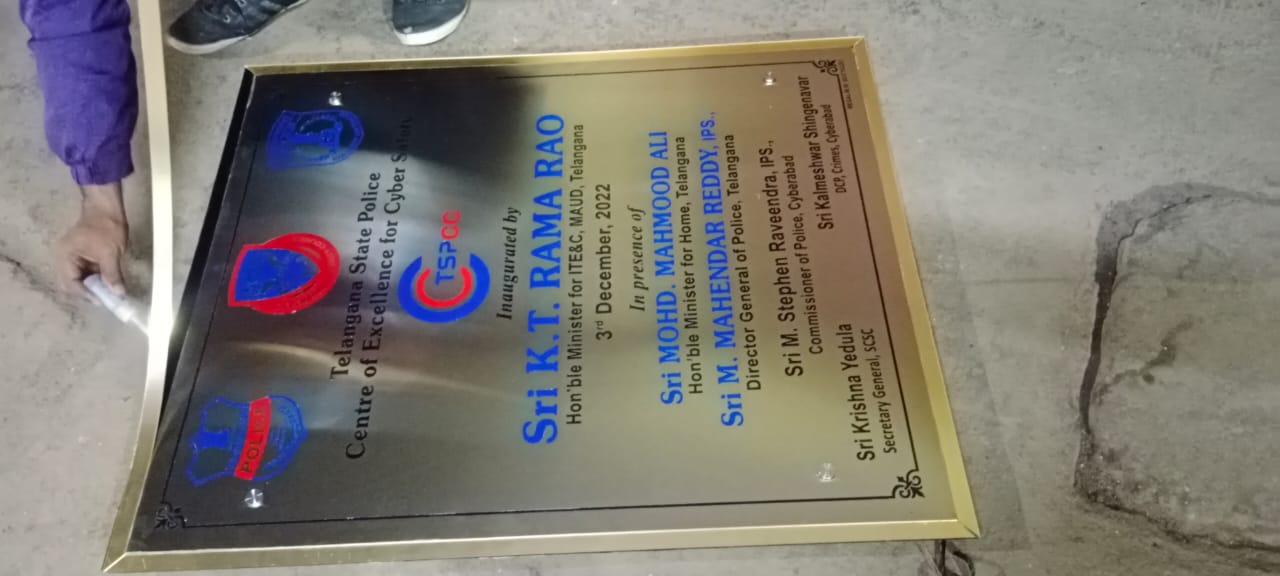 POLICE
Telangana State Police
Centre of Excellence for Cyber Safety
TSPCC
Inaugurated by
Sri K.T. RAMA RAO
Hon'ble Minister for ITE&C, MAUD, Telangana
3rd December, 2022
In presence of
Sri MOHD. MAHMOOD ALI
Hon'ble Minister for Home, Telangana
Sri M. MAHENDAR REDDY, IPS.,
Director General of Police, Telangana
Sri M. Stephen Raveendra, IPS.,
Commissioner of Police, Cyberabad
Sri Krishna Yedula
Secretary General, SCSC
Sri Kalmeshwar Shingenavar
DCP, Crimes, Cyberabad